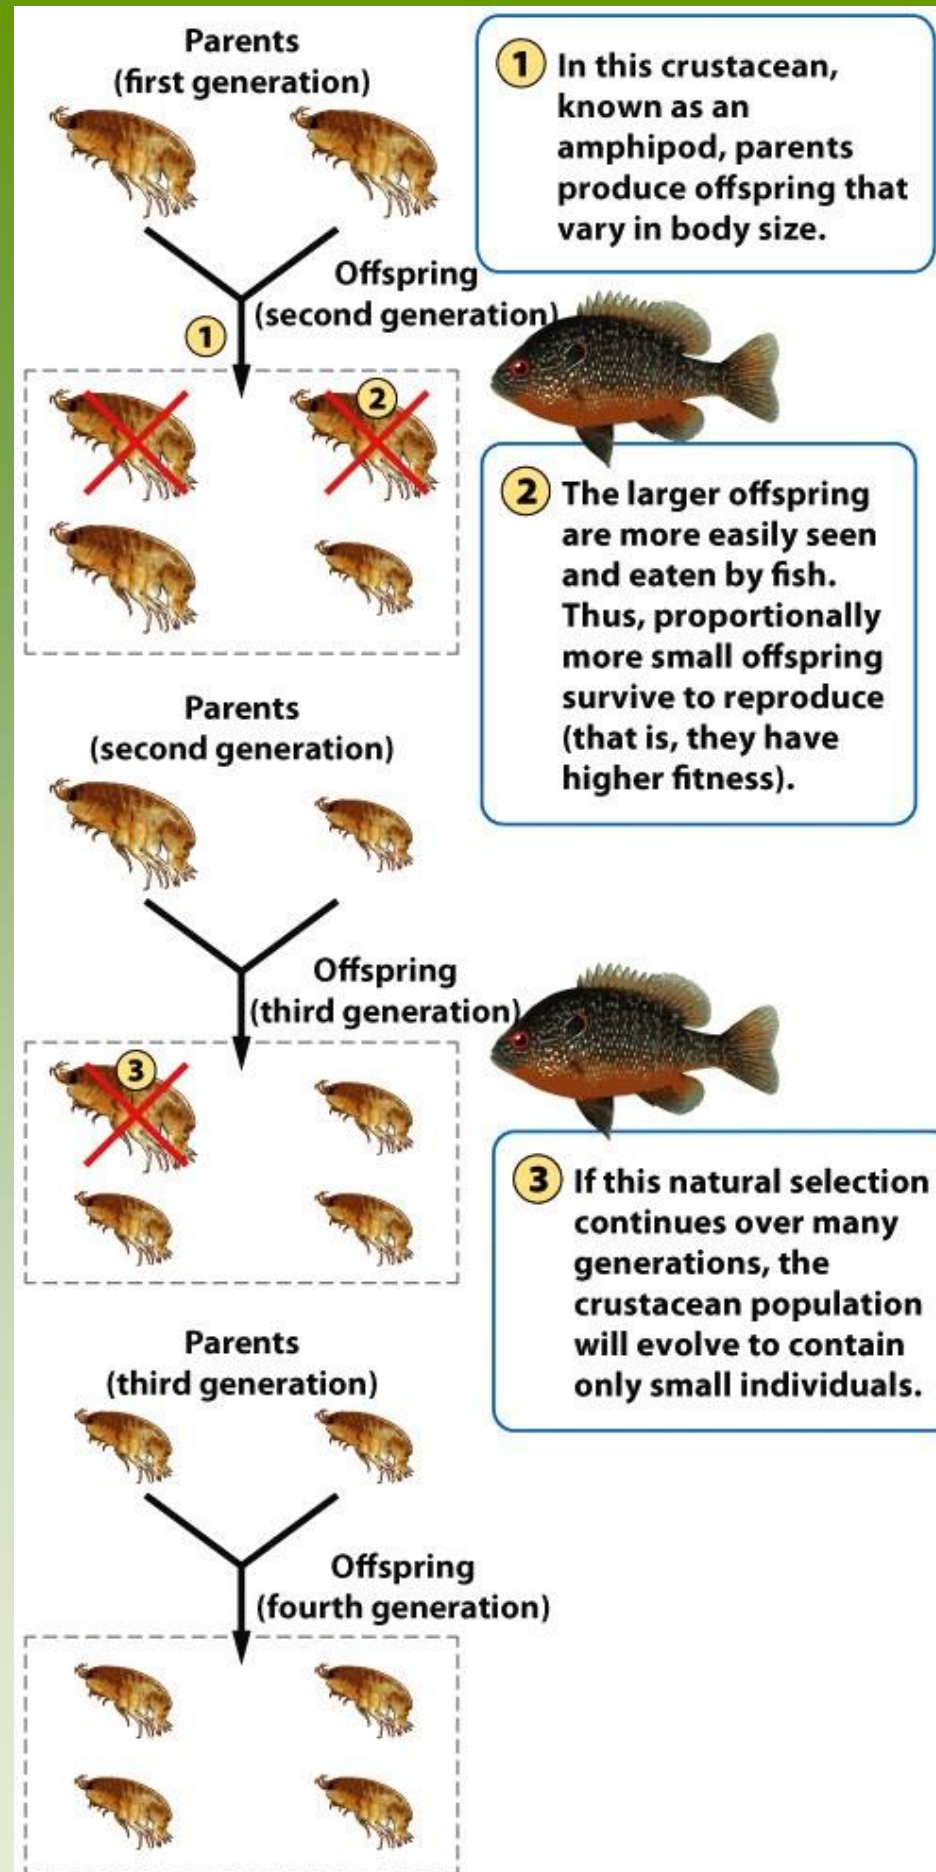 Parents
(first generation)
1 In this crustacean,
known as an
amphipod, parents
produce offspring that
vary in body size.
Offspring
(second generation)
1
2
2 The larger offspring
are more easily seen
and eaten by fish.
Thus, proportionally
more small offspring
survive to reproduce
(that is, they have
higher fitness).
Parents
(second generation)
Offspring
(third generation)
3
3 If this natural selection
continues over many
generations, the
crustacean population
will evolve to contain
only small individuals.
Parents
(third generation)
Offspring
(fourth generation)